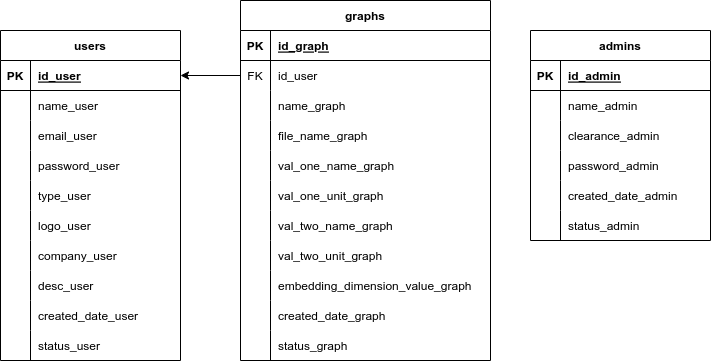 users
PK id_user
name_user
email_user
password_user
type_user
logo_user
company_user
desc_user
created_date_user
status_user
graphs
PK id_graph
FK id_user
name_graph
file_name_graph
val_one_name_graph
val_one_unit_graph
val_two_name_graph
val_two_unit_graph
embedding_dimension_value_graph
created_date_graph
status_graph
admins
PK id_admin
name_admin
clearance_admin
password_admin
created_date_admin
status_admin